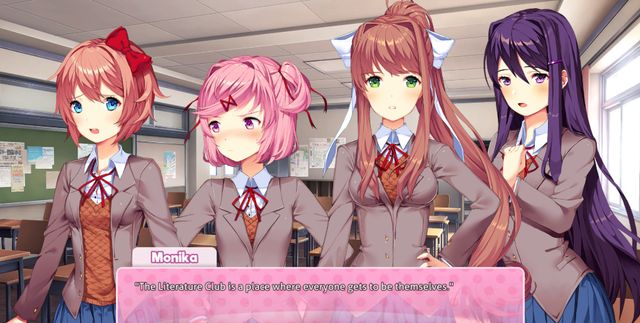 Monika
"The Literature Club is a place where everyone gets to be themselves."